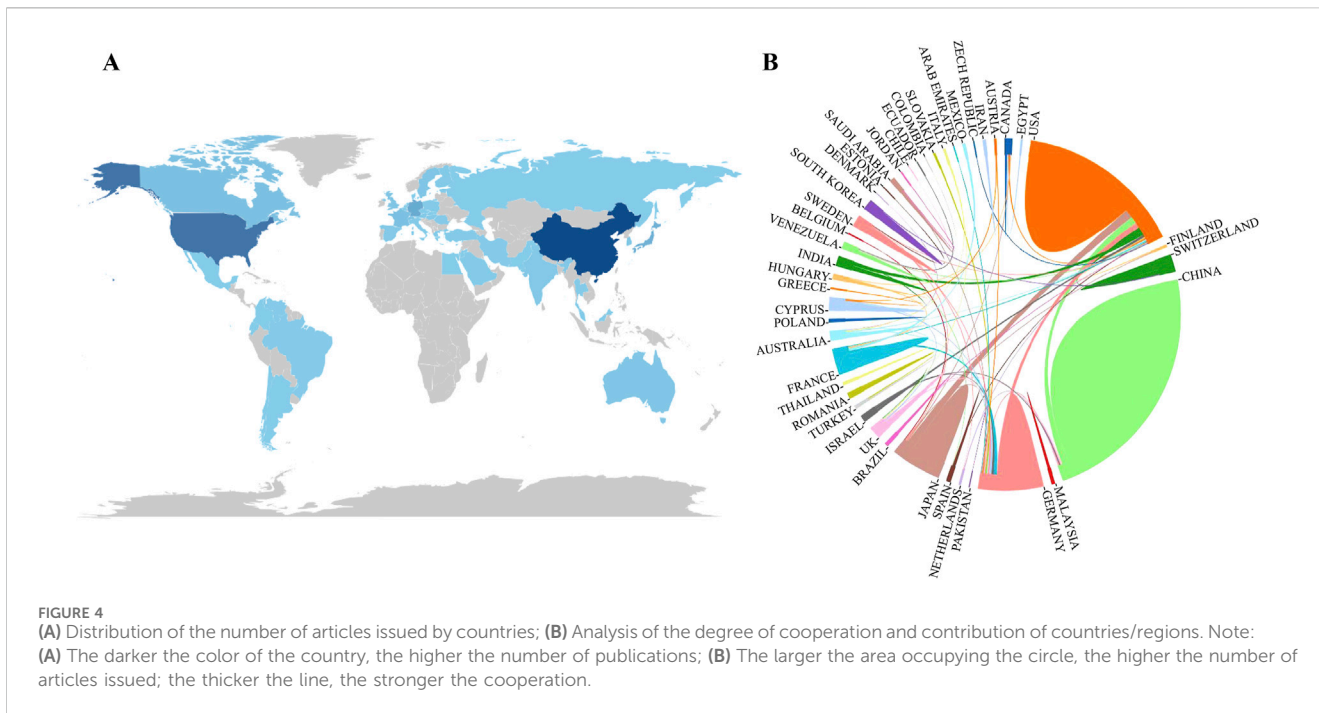 A
B
ZECH REPUBLIC
ARAB EMIRATES
MEXICO
IRAN
AUSTRIA
CANADA
EGYPT
USA
ITALY
SLOVAKIA
COLOMBIA
ECUADOR
CHILE
JORDAN
SAUDI ARABIA
ESTONIA
DENMARK
SOUTH KOREA
SWEDEN
BELGIUM
VENEZUELA
INDIA
HUNGARY
GREECE
CYPRUS
POLAND
AUSTRALIA
FRANCE
THAILAND
ROMANIA
TURKEY
ISRAEL
UK
BRAZIL
JAPAN
SPAIN
NETHERLANDS
PAKISTAN
GERMANY
MALAYSIA
CHINA
SWITZERLAND
FINLAND
FIGURE 4
(A) Distribution of the number of articles issued by countries; (B) Analysis of the degree of cooperation and contribution of countries/regions. Note:
(A) The darker the color of the country, the higher the number of publications; (B) The larger the area occupying the circle, the higher the number of
articles issued; the thicker the line, the stronger the cooperation.